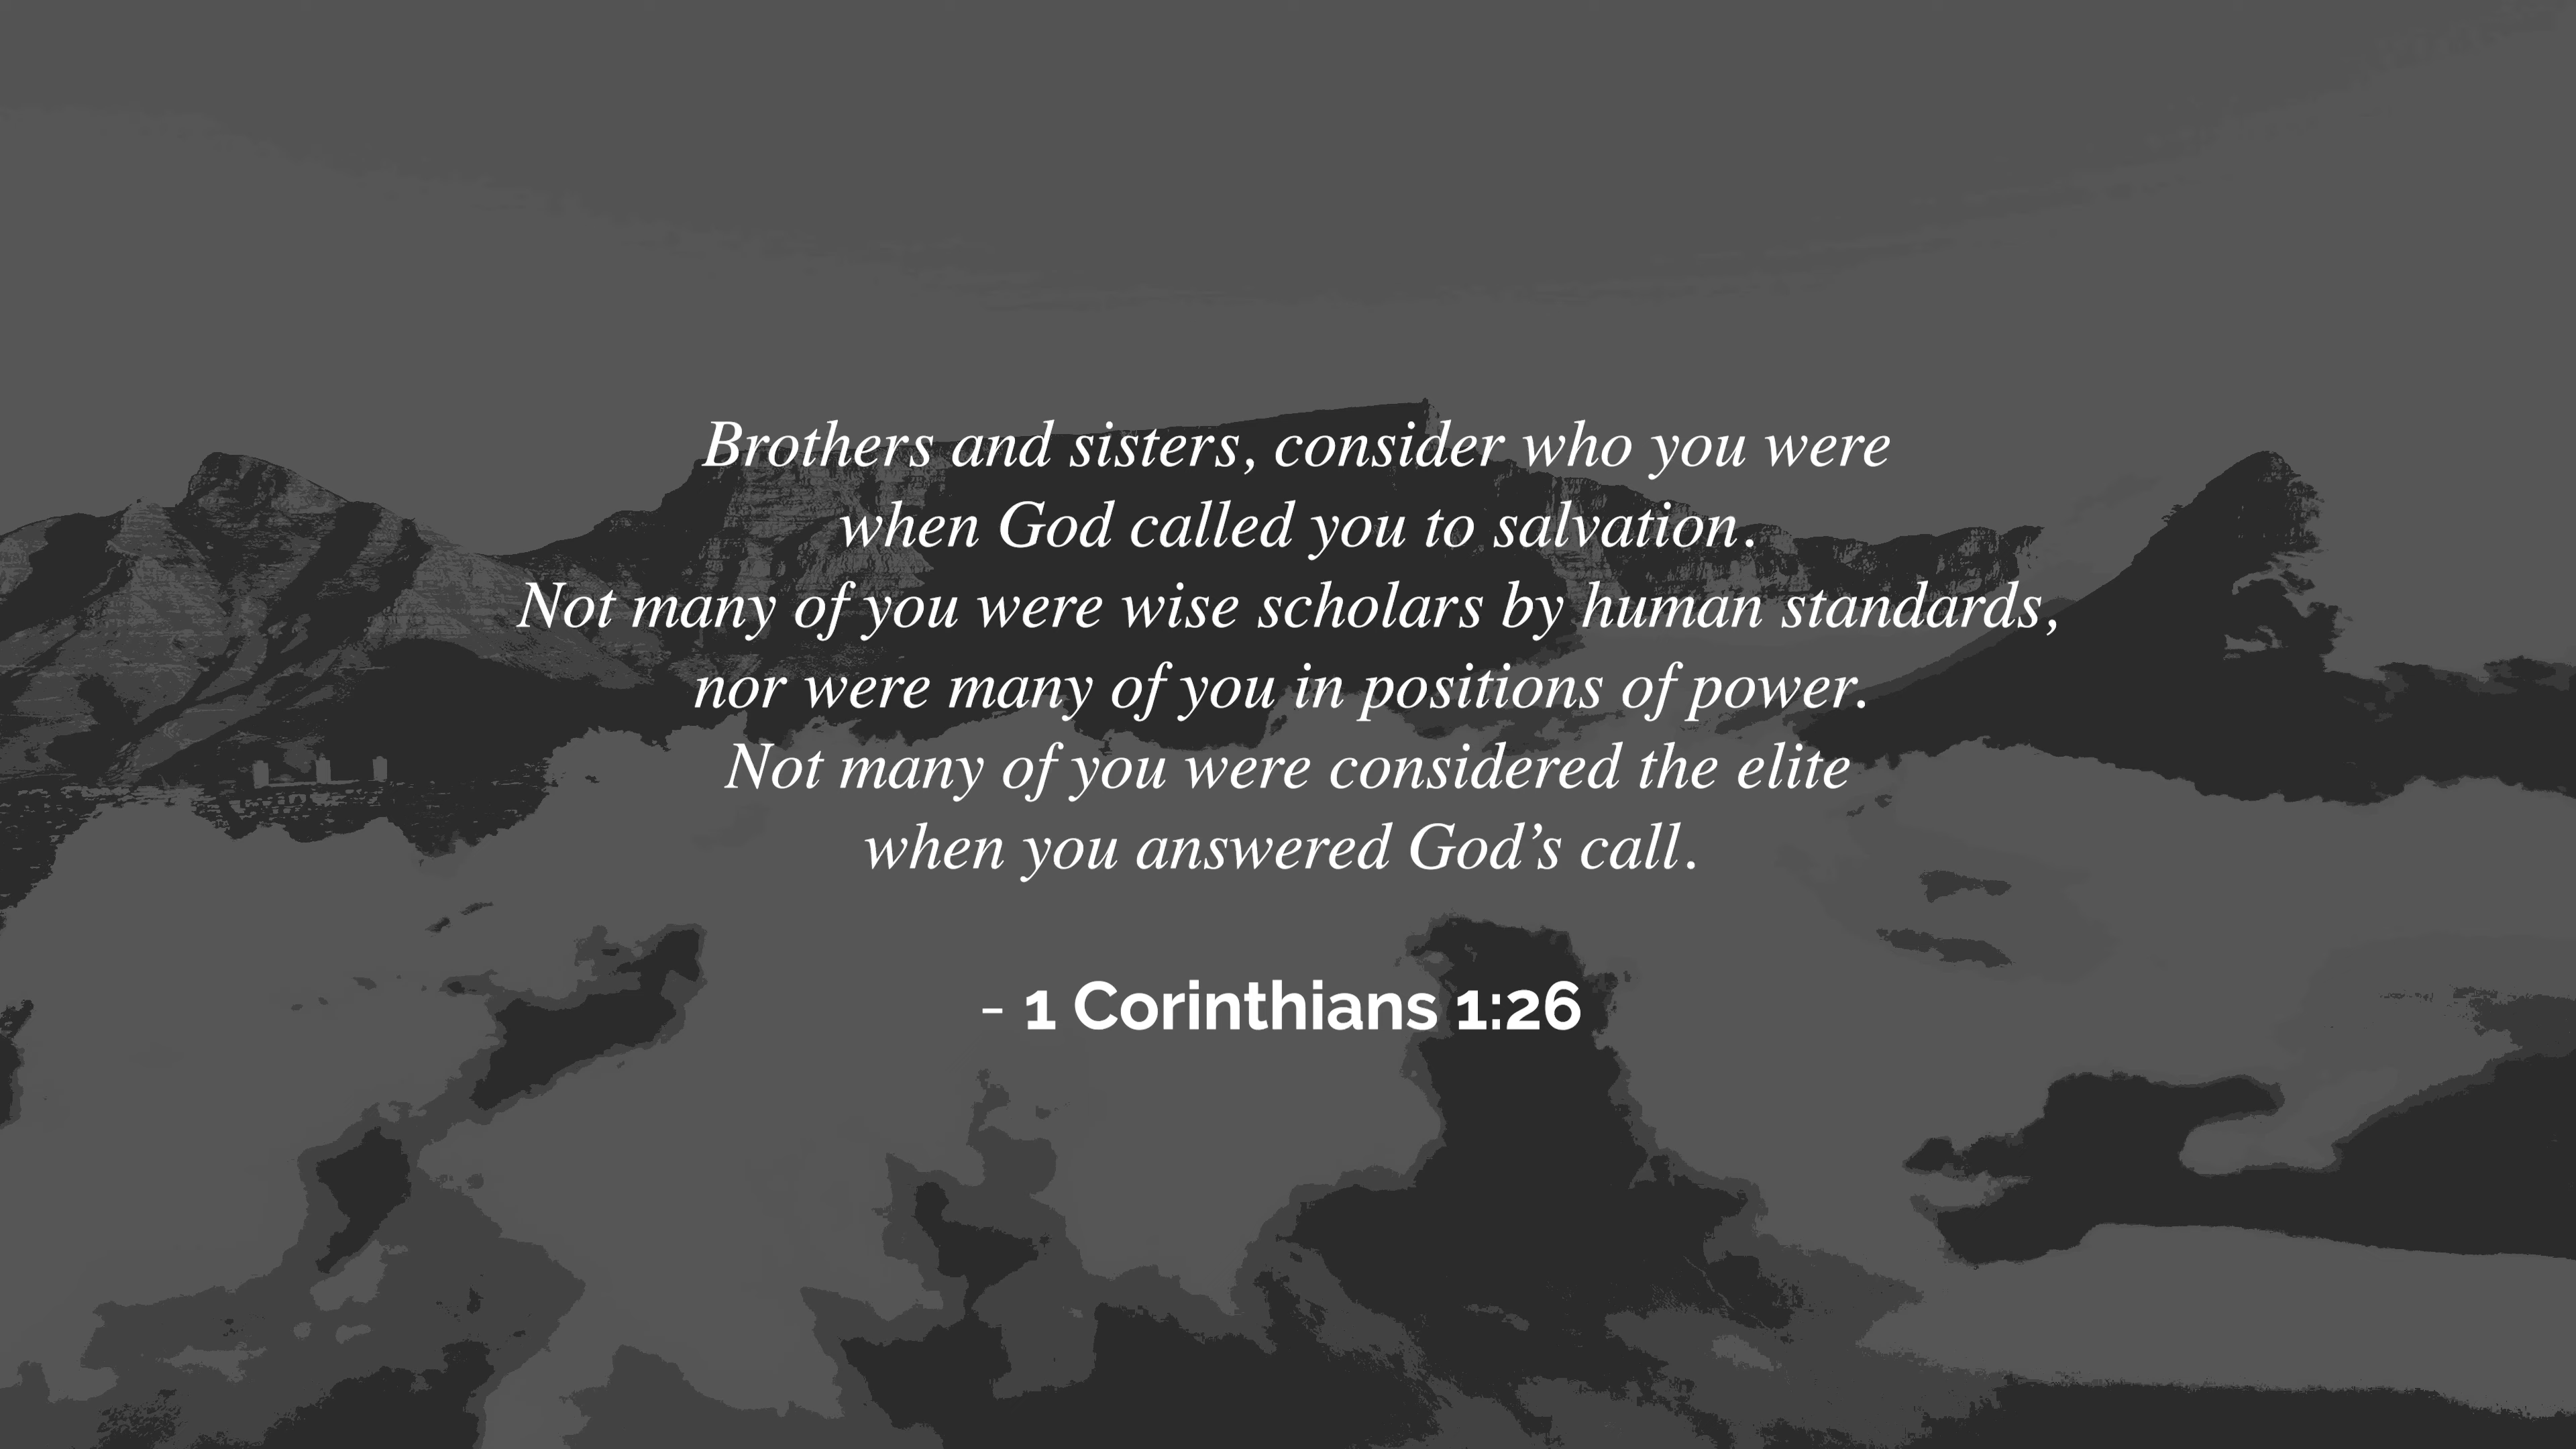 Brothers and sisters, consider who you were
when God called you to salvation.
Not many of you were wise scholars by human standards,
nor were many of you in positions of power.
Not many of you were considered the elite
when you answered God’s call.
- 1 Corinthians 1:26